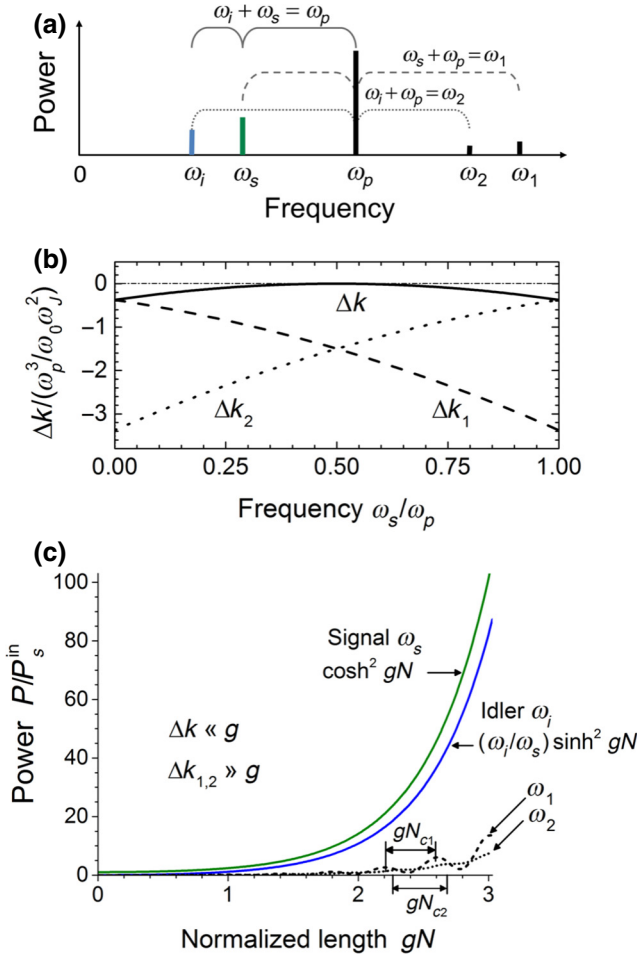 (a)
ωᵢ + ωₛ = ωₚ
ωₛ + ωₚ = ω₁
ωᵢ + ωₚ = ω₂
Power
0
ωᵢ
ωₛ
ωₚ
ω₂
ω₁
Frequency
(b)
0
-1
-2
-3
Δk/(ωₚ³/ω₀ω_J²)
Δk
Δk₂
Δk₁
0.00
0.25
0.50
0.75
1.00
Frequency ωₛ/ωₚ
(c)
100
80
60
40
20
0
Power P/Pₛⁱⁿ
Signal ωₛ
cosh² gN
Idler ωᵢ
(ωᵢ/ωₛ) sinh² gN
Δk ≪ g
Δk₁,₂ ≫ g
ω₁
ω₂
gN_c1
gN_c2
0
1
2
3
Normalized length gN